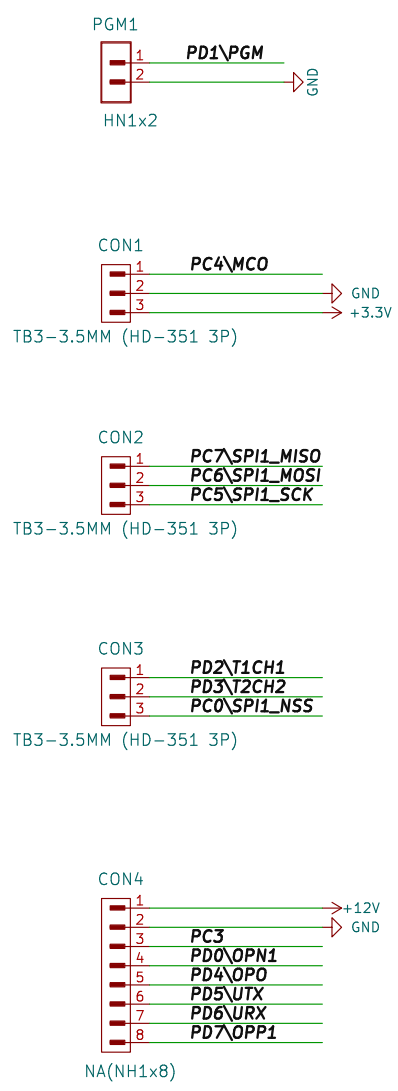 PGM1
1 PD1\PGM
2 GND
HN1x2
CON1
1 PC4\MCO
2 GND
3 +3.3V
TB3-3.5MM (HD-351 3P)
CON2
1 PC7\SPI1_MISO
2 PC6\SPI1_MOSI
3 PC5\SPI1_SCK
TB3-3.5MM (HD-351 3P)
CON3
1 PD2\T1CH1
2 PD3\T2CH2
3 PC0\SPI1_NSS
TB3-3.5MM (HD-351 3P)
CON4
1 +12V
2 GND
3 PC3
4 PD0\OPN1
5 PD4\OPO
6 PD5\UTX
7 PD6\URX
8 PD7\OPP1
NA(NH1x8)